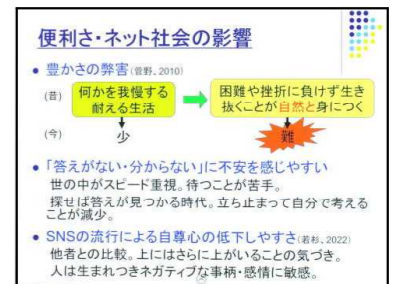 便利さ・ネット社会の影響
• 豊かさの弊害(菅野, 2010)
(昔) 何かを我慢する 困難や挫折に負けず生き
耐える生活 抜くことが自然と身につく
(今) 少 難
• 「答えがない・分からない」に不安を感じやすい
世の中がスピード重視。待つことが苦手。
探せば答えが見つかる時代。立ち止まって自分で考える
ことが減少。
• SNSの流行による自尊心の低下しやすさ(若杉, 2022)
他者との比較。上にはさらに上がいることの気づき。
人は生まれつきネガティブな事柄・感情に敏感。